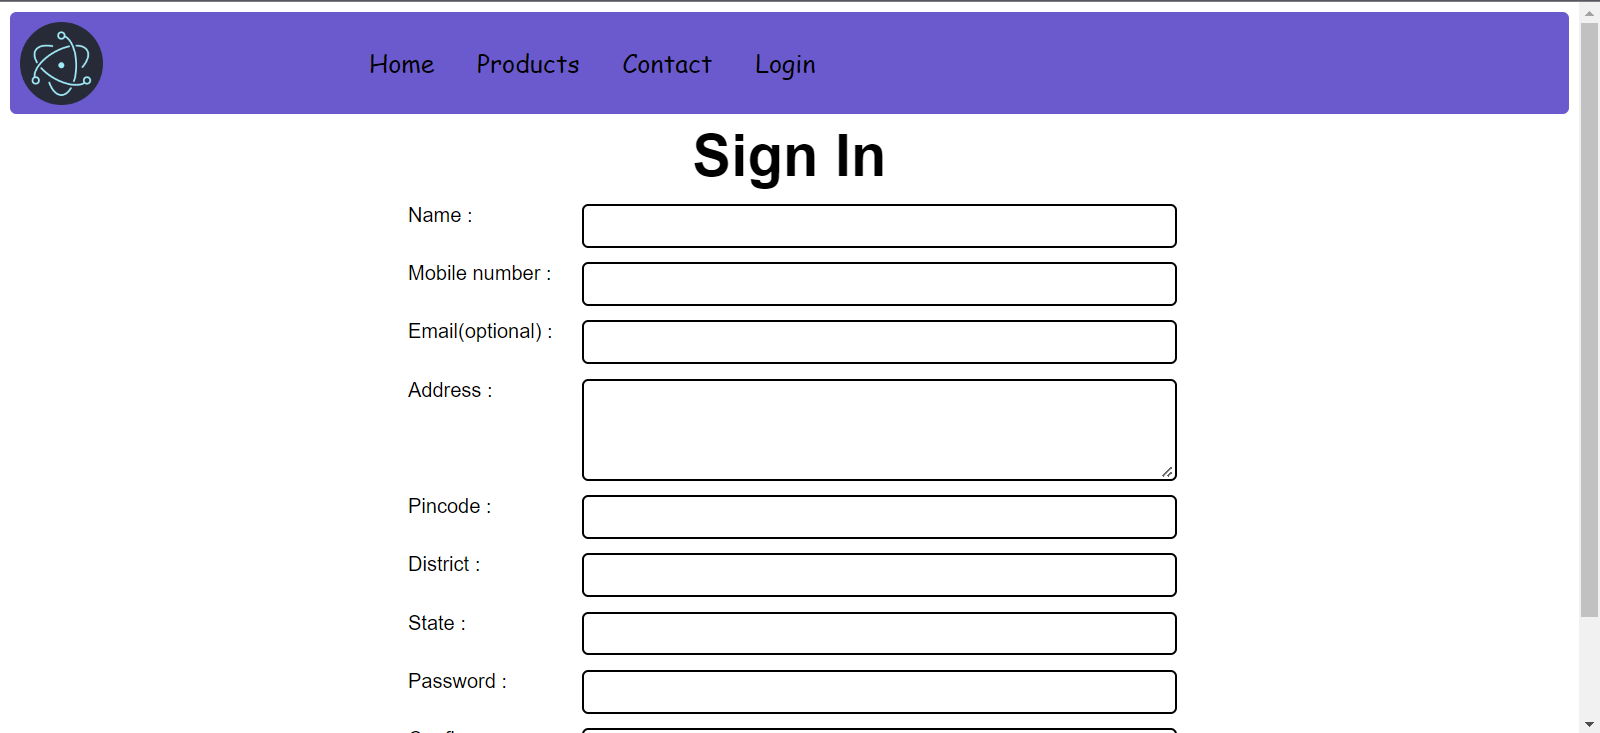 Home Products Contact Login
Sign In
Name :
Mobile number :
Email(optional) :
Address :
Pincode :
District :
State :
Password :